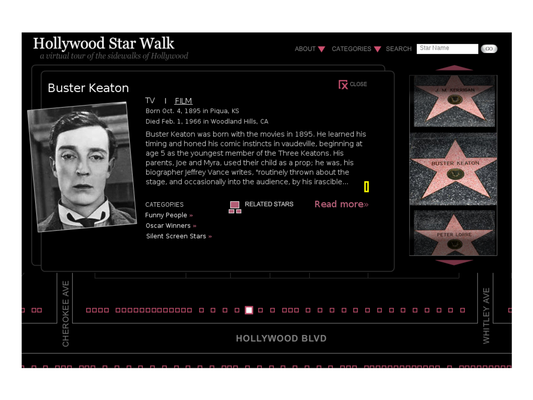 Hollywood Star Walk
a virtual tour of the sidewalks of Hollywood
ABOUT CATEGORIES SEARCH Star Name GO
Buster Keaton
CLOSE
TV | FILM
Born Oct. 4, 1895 in Piqua, KS
Died Feb. 1, 1966 in Woodland Hills, CA
Buster Keaton was born with the movies in 1895. He learned his
timing and honed his comic instincts in vaudeville, beginning at
age 5 as the youngest member of the Three Keatons. His
parents, Joe and Myra, used their child as a prop; he was, his
biographer Jeffrey Vance writes, "routinely thrown about the
stage, and occasionally into the audience, by his irascible...
Read more»
CATEGORIES
Funny People »
Oscar Winners »
Silent Screen Stars »
RELATED STARS
BUSTER KEATON
PETER LORRE
CHEROKEE AVE
HOLLYWOOD BLVD
WHITLEY AVE